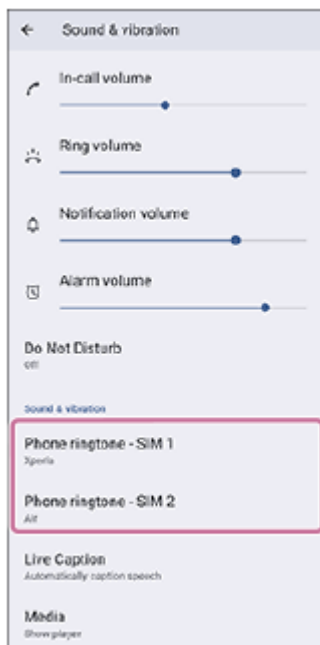 Sound & vibration
In-call volume
Ring volume
Notification volume
Alarm volume
Do Not Disturb
Off
Sound & vibration
Phone ringtone - SIM 1
Xperia
Phone ringtone - SIM 2
Live Caption
Automatically caption speech
Media
Show player